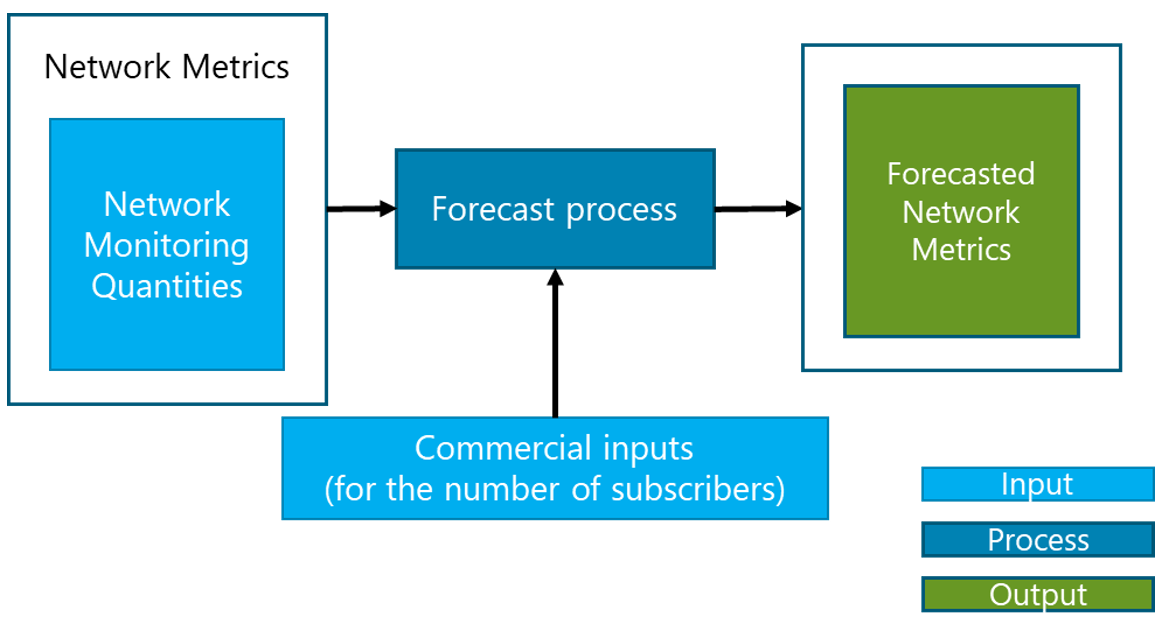 Network Metrics
Network
Monitoring
Quantities
Forecast process
Forecasted
Network
Metrics
Commercial inputs
(for the number of subscribers)
Input
Process
Output